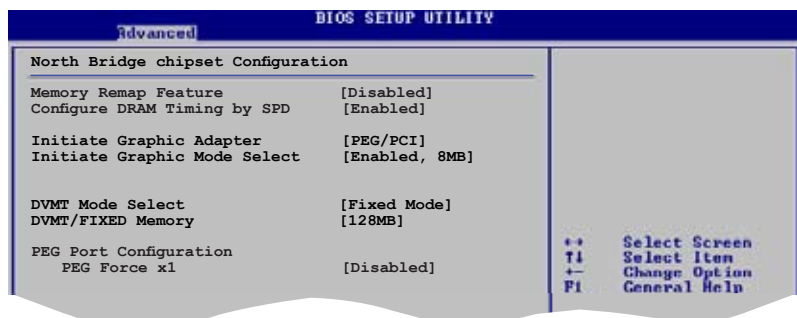 BIOS SETUP UTILITY
Advanced
North Bridge chipset Configuration
Memory Remap Feature [Disabled]
Configure DRAM Timing by SPD [Enabled]
Initiate Graphic Adapter [PEG/PCI]
Initiate Graphic Mode Select [Enabled, 8MB]
DVMT Mode Select [Fixed Mode]
DVMT/FIXED Memory [128MB]
PEG Port Configuration
PEG Force x1 [Disabled]
←→ Select Screen
↑↓ Select Item
+- Change Option
F1 General Help